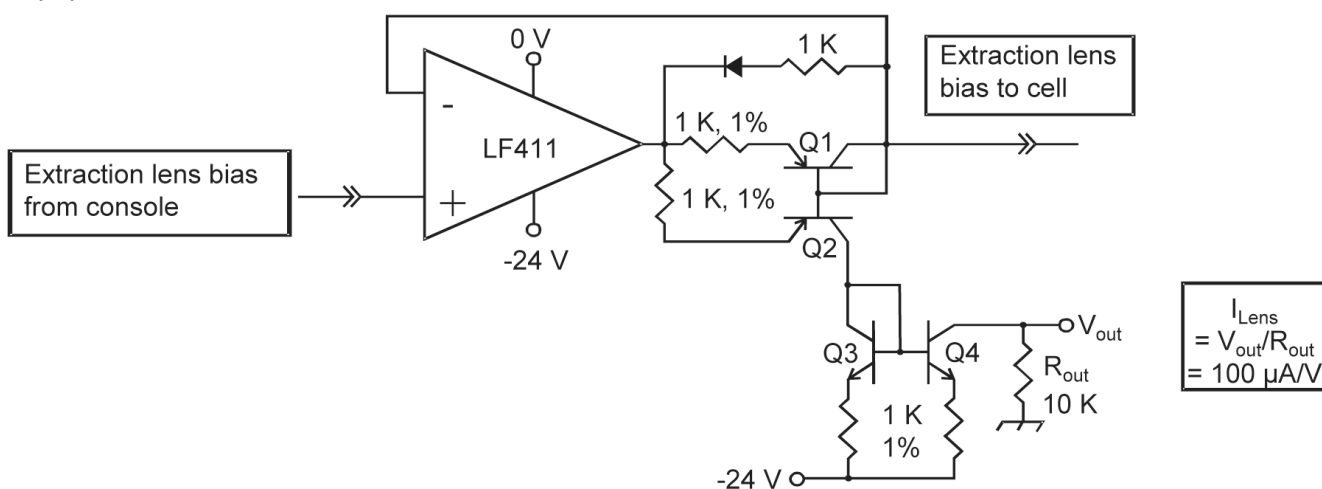 0 V
1 K
Extraction lens
bias to cell
-
LF411
1 K, 1%
Q1
Extraction lens bias
from console
+
1 K, 1%
-24 V
Q2
I_Lens
= V_out/R_out
= 100 µA/V
V_out
Q3
Q4
R_out
10 K
1 K
1%
-24 V